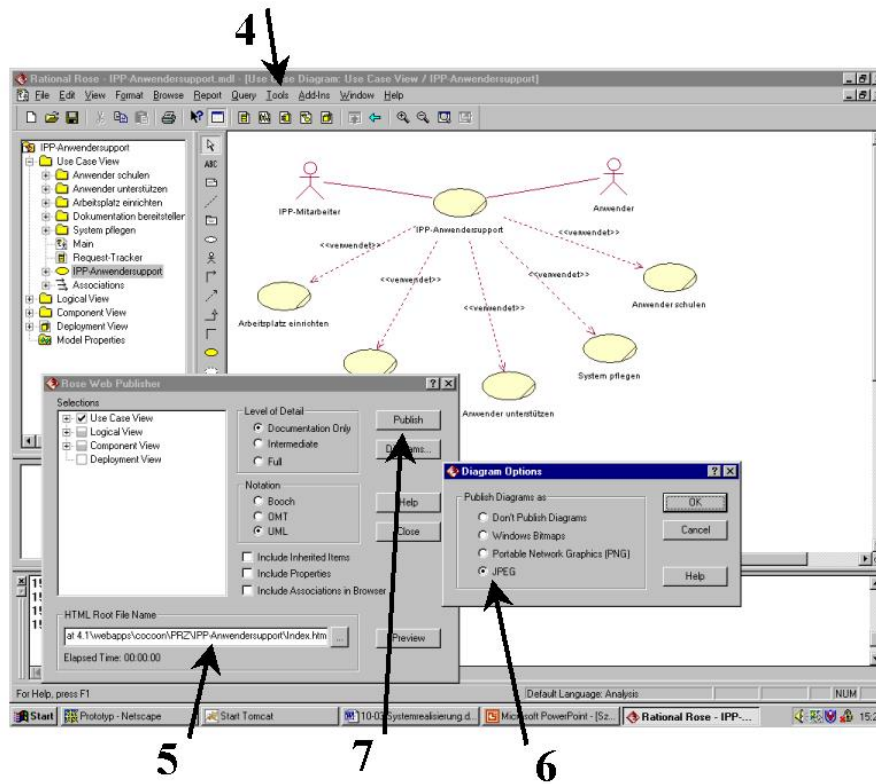 4
Rational Rose - IPP-Anwendersupport.mdl - [Use Case Diagram: Use Case View / IPP-Anwendersupport]
File Edit View Format Browse Report Query Tools Add-Ins Window Help
IPP-Anwendersupport
Use Case View
Anwender schulen
Anwender unterstützen
Arbeitsplatz einrichten
Dokumentation bereitsteller
System pflegen
Main
Request-Tracker
IPP-Anwendersupport
Associations
Logical View
Component View
Deployment View
Model Properties
ABC
IPP-Mitarbeiter
Anwender
IPP-Anwendersupport
<<verwendet>>
<<verwendet>>
<<verwendet>>
<<verwendet>>
<<verwendet>>
Arbeitsplatz einrichten
Anwender schulen
System pflegen
Anwender unterstützen
Rose Web Publisher
Selections
Use Case View
Logical View
Component View
Deployment View
Level of Detail
Documentation Only
Intermediate
Full
Notation
Booch
OMT
UML
Include Inherited Items
Include Properties
Include Associations in Browser
Publish
Help
Close
Preview
HTML Root File Name
at 4.1\webapps\cocoon\PRZ\IPP-Anwendersupport\Index.htm
...
Elapsed Time: 00:00:00
Diagram Options
Publish Diagrams as
Don't Publish Diagrams
Windows Bitmaps
Portable Network Graphics (PNG)
JPEG
OK
Cancel
Help
For Help, press F1
Default Language: Analysis
NUM
Start
Prototyp - Netscape
Start Tomcat
10-03 Systemrealisierung.d...
Microsoft PowerPoint - [Sz...
Rational Rose - IPP-...
5
7
6